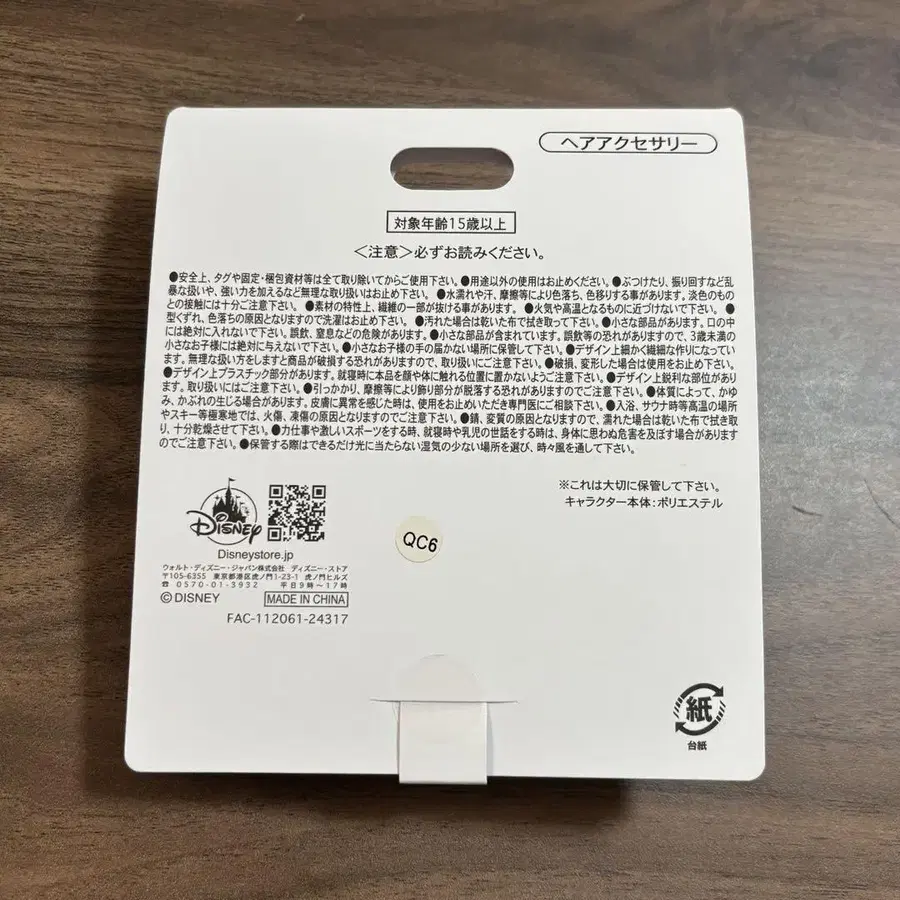 ヘアアクセサリー
対象年齢15歳以上
＜注意＞必ずお読みください。
●安全上、タグや固定・梱包資材等は全て取り除いてからご使用下さい。●用途以外の使用はお止めください。●ぶつけたり、振り回すなど乱
暴な扱いや、強い力を加えるなど無理な取り扱いはお止め下さい。 ●水濡れや汗、摩擦等により色落ち、色移りする事があります。淡色のもの
との接触には十分ご注意下さい。 ●素材の特性上、繊維の一部が抜ける事があります。 ●火気や高温となるものに近づけないで下さい。 ●
型くずれ、色落ちの原因となりますので洗濯はお止め下さい。 ●汚れた場合は乾いた布で拭き取って下さい。●小さな部品があります。口の中
には絶対に入れないで下さい。誤飲、窒息などの危険があります。●小さな部品が含まれています。誤飲等の恐れがありますので、3歳未満の
小さなお子様には絶対に与えないで下さい。●小さなお子様の手の届かない場所に保管して下さい。●デザイン上細かく繊細な作りになってい
ます。無理な扱い方をしますと商品が破損する恐れがありますので、取り扱いにご注意下さい。●破損、変形した場合は使用をお止め下さい。
●デザイン上プラスチック部分があります。就寝時に本品を顔や体に触れる位置に置かないようご注意下さい。●デザイン上鋭利な部位があり
ます。取り扱いにはご注意下さい。●引っかかり、摩擦等により飾り部分が脱落する恐れがありますのでご注意下さい。●体質によって、かゆ
み、かぶれの生じる場合があります。皮膚に異常を感じた時は、使用をお止めいただき専門医にご相談下さい。●入浴、サウナ時等高温の場所
やスキー等極寒地では、火傷、凍傷の原因となりますのでご注意下さい。●錆、変質の原因となりますので、濡れた場合は乾いた布で拭き取
り、十分乾燥させて下さい。●力仕事や激しいスポーツをする時、就寝時や乳児の世話をする時は、身体に思わぬ危害を及ぼす場合があります
のでご注意下さい。●保管する際はできるだけ光に当たらない湿気の少ない場所を選び、時々風を通して下さい。
※これは大切に保管して下さい。
キャラクター本体：ポリエステル
Disney
QC6
Disneystore.jp
ウォルト・ディズニー・ジャパン株式会社 ディズニー・ストア
〒105-6355 東京都港区虎ノ門1-23-1 虎ノ門ヒルズ
☎ 0570-01-3932 平日9時～17時
©DISNEY MADE IN CHINA
FAC-112061-24317
紙
台紙